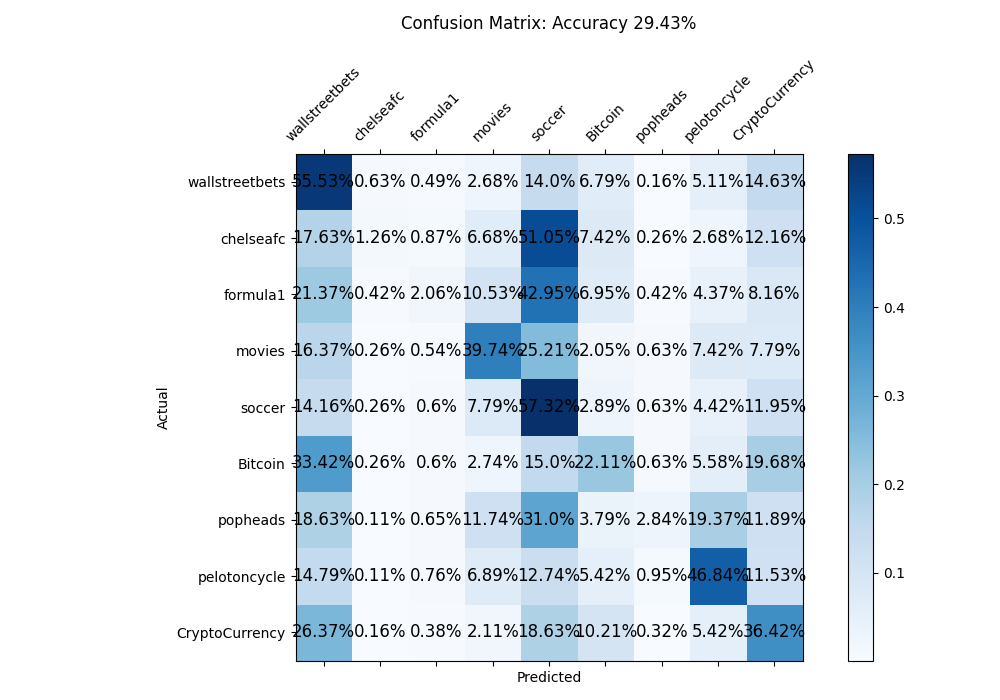 Confusion Matrix: Accuracy 29.43%
wallstreetbets chelseafc formula1 movies soccer Bitcoin popheads pelotoncycle CryptoCurrency
wallstreetbets 55.53% 0.63% 0.49% 2.68% 14.0% 6.79% 0.16% 5.11% 14.63%
0.5
chelseafc 17.63% 1.26% 0.87% 6.68% 51.05% 7.42% 0.26% 2.68% 12.16%
formula1 21.37% 0.42% 2.06% 10.53% 42.95% 6.95% 0.42% 4.37% 8.16%
0.4
movies 16.37% 0.26% 0.54% 39.74% 25.21% 2.05% 0.63% 7.42% 7.79%
0.3
Actual
soccer 14.16% 0.26% 0.6% 7.79% 57.32% 2.89% 0.63% 4.42% 11.95%
Bitcoin 33.42% 0.26% 0.6% 2.74% 15.0% 22.11% 0.63% 5.58% 19.68%
0.2
popheads 18.63% 0.11% 0.65% 11.74% 31.0% 3.79% 2.84% 19.37% 11.89%
0.1
pelotoncycle 14.79% 0.11% 0.76% 6.89% 12.74% 5.42% 0.95% 46.84% 11.53%
CryptoCurrency 26.37% 0.16% 0.38% 2.11% 18.63% 10.21% 0.32% 5.42% 36.42%
Predicted